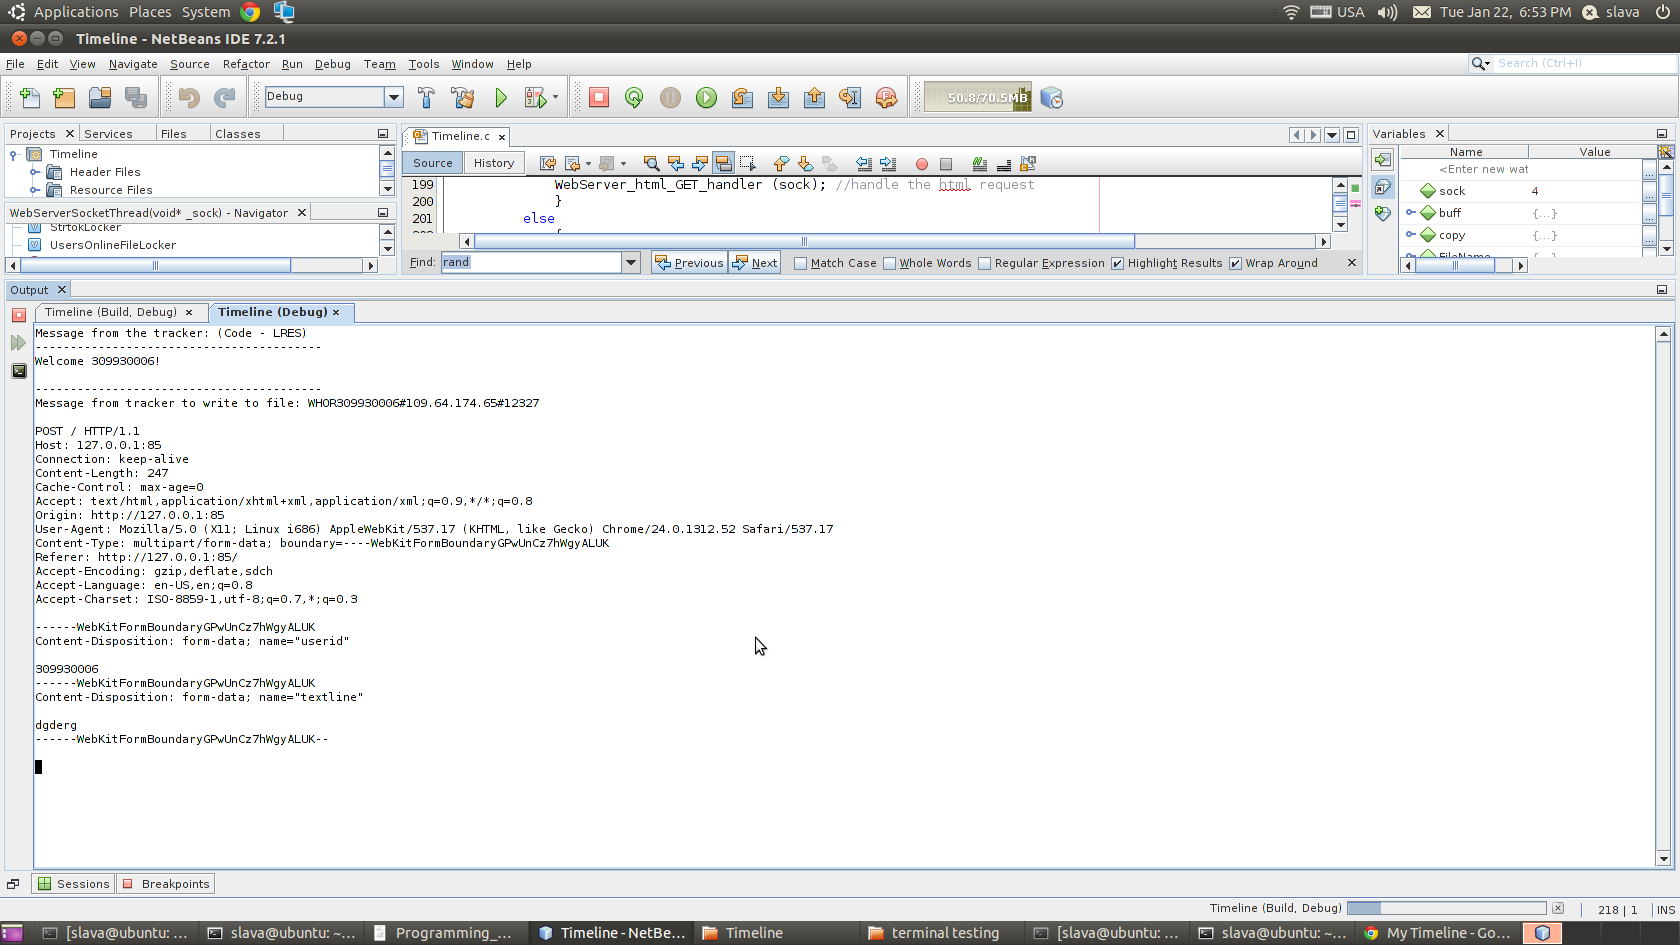 Applications Places System USA Tue Jan 22, 6:53 PM slava
Timeline - NetBeans IDE 7.2.1
File Edit View Navigate Source Refactor Run Debug Team Tools Window Help Search (Ctrl+I)
Debug 50.8/70.5MB
Projects Services Files Classes Timeline.c Variables
Timeline
Header Files
Resource Files
Source History
199 WebServer_html_GET_handler (sock); //handle the html request
200 }
201 else
Name Value
<Enter new wat
sock 4
buff {...}
copy {...}
WebServerSocketThread(void* _sock) - Navigator
StrtokLocker
UsersOnlineFileLocker
Find: rand Previous Next Match Case Whole Words Regular Expression Highlight Results Wrap Around
Output
Timeline (Build, Debug) Timeline (Debug)
Message from the tracker: (Code - LRES)
-----------------------------------------
Welcome 309930006!
-----------------------------------------
Message from tracker to write to file: WHOR309930006#109.64.174.65#12327
POST / HTTP/1.1
Host: 127.0.0.1:85
Connection: keep-alive
Content-Length: 247
Cache-Control: max-age=0
Accept: text/html,application/xhtml+xml,application/xml;q=0.9,*/*;q=0.8
Origin: http://127.0.0.1:85
User-Agent: Mozilla/5.0 (X11; Linux i686) AppleWebKit/537.17 (KHTML, like Gecko) Chrome/24.0.1312.52 Safari/537.17
Content-Type: multipart/form-data; boundary=----WebKitFormBoundaryGPwUnCz7hWgyALUK
Referer: http://127.0.0.1:85/
Accept-Encoding: gzip,deflate,sdch
Accept-Language: en-US,en;q=0.8
Accept-Charset: ISO-8859-1,utf-8;q=0.7,*;q=0.3
------WebKitFormBoundaryGPwUnCz7hWgyALUK
Content-Disposition: form-data; name="userid"
309930006
------WebKitFormBoundaryGPwUnCz7hWgyALUK
Content-Disposition: form-data; name="textline"
dgderg
------WebKitFormBoundaryGPwUnCz7hWgyALUK--
Sessions Breakpoints
Timeline (Build, Debug) 218 | 1 INS
[slava@ubuntu: ... slava@ubuntu: ~... Programming_... Timeline - NetBe... Timeline terminal testing [slava@ubuntu: ... slava@ubuntu: ~... My Timeline - Go...